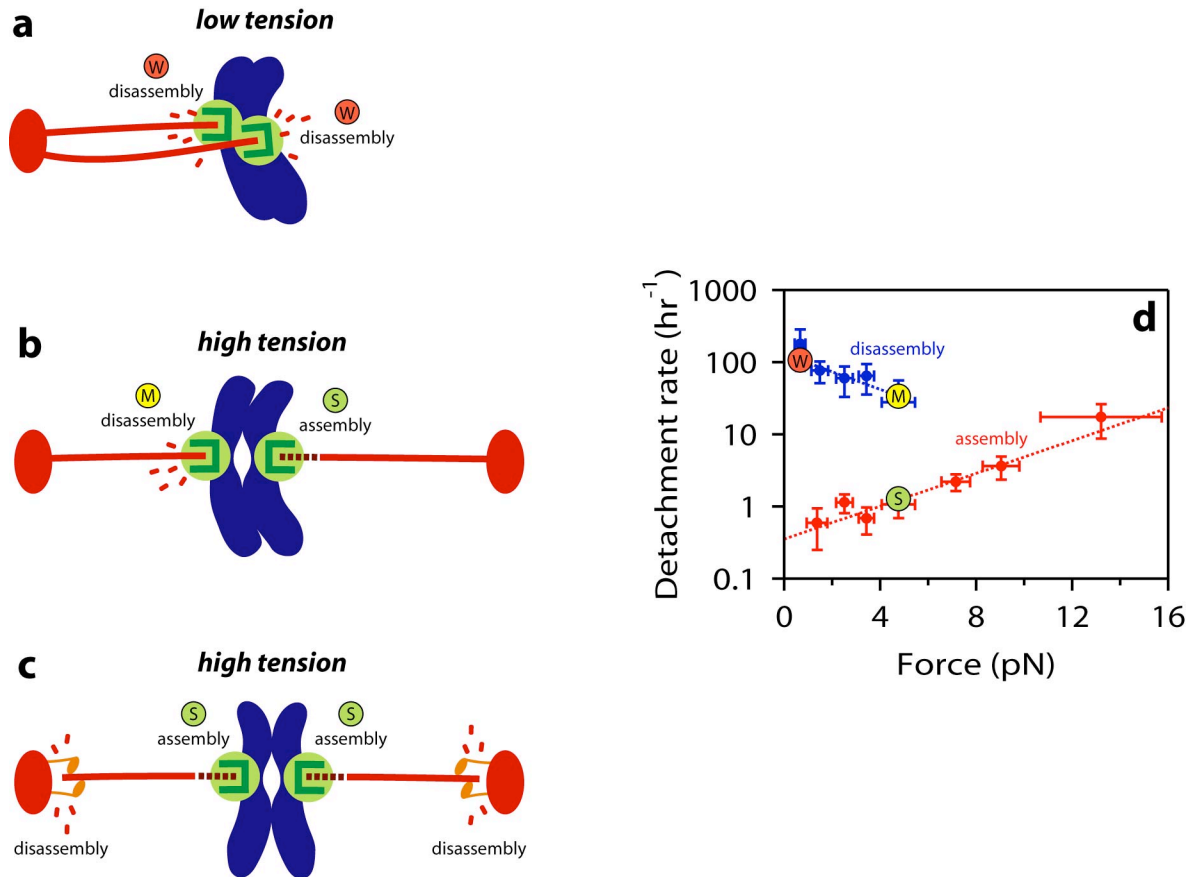 a
low tension
W
disassembly
W
disassembly
b
high tension
M
disassembly
S
assembly
c
high tension
S
assembly
S
assembly
disassembly
disassembly
d
Detachment rate (hr⁻¹)
1000
100
10
1
0.1
disassembly
W
M
assembly
S
0 4 8 12 16
Force (pN)